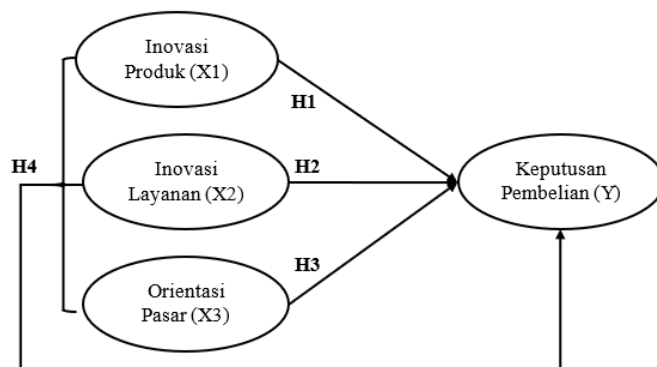 Inovasi
Produk (X1)
H1
H4
Inovasi
Layanan (X2)
H2
Keputusan
Pembelian (Y)
H3
Orientasi
Pasar (X3)